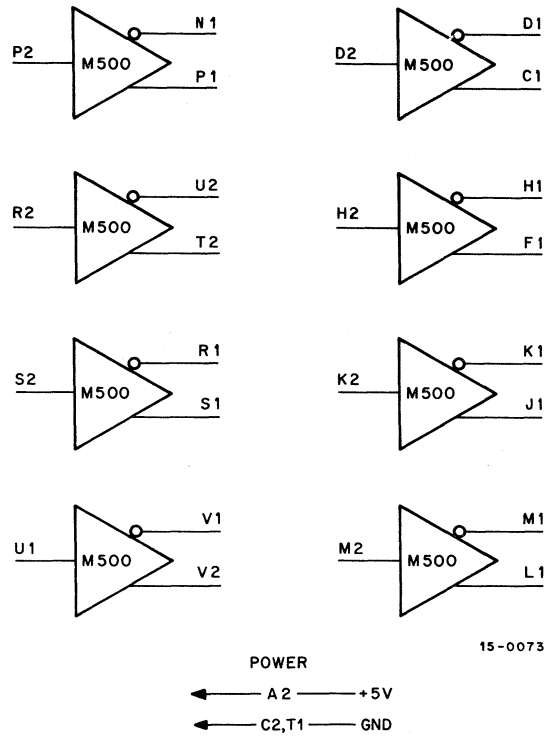 N1 D1
P2 M500 D2 M500
P1 C1
U2 H1
R2 M500 H2 M500
T2 F1
R1 K1
S2 M500 K2 M500
S1 J1
V1 M1
U1 M500 M2 M500
V2 L1
15-0073
POWER
A2 +5V
C2,T1 GND